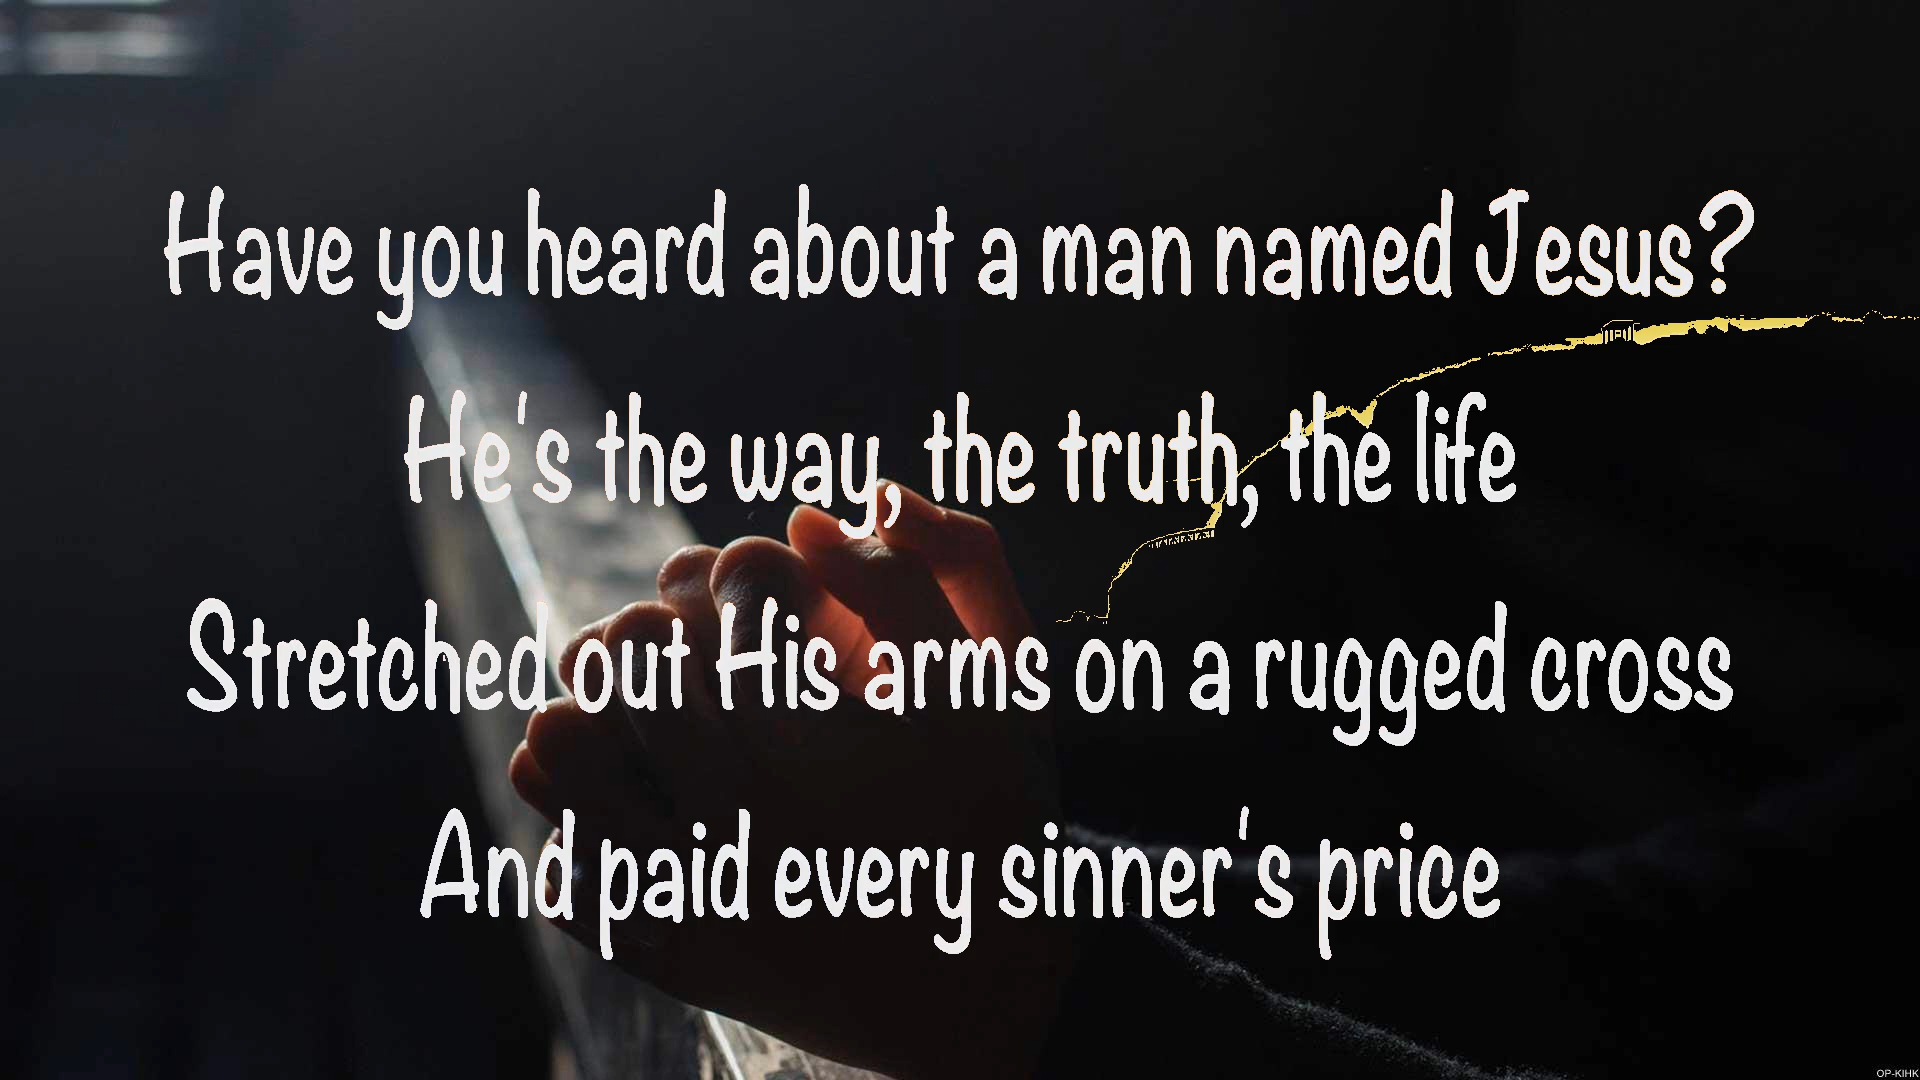 Have you heard about a man named Jesus?
He's the way, the truth, the life
Stretched out His arms on a rugged cross
And paid every sinner's price
OP-KIHK